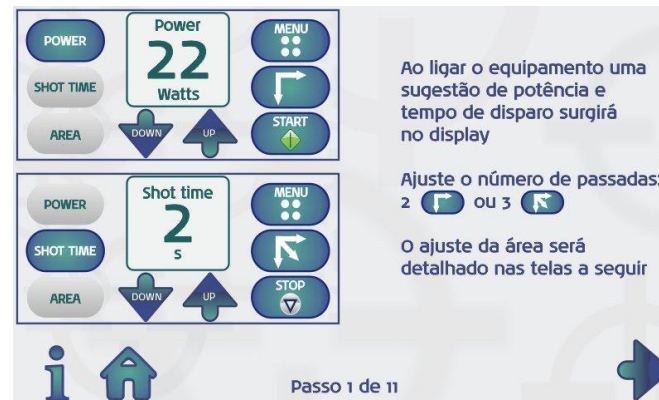 POWER
SHOT TIME
AREA
Power
22
Watts
DOWN
UP
MENU
START
POWER
SHOT TIME
AREA
Shot time
2
s
DOWN
UP
MENU
STOP
Ao ligar o equipamento uma
sugestão de potência e
tempo de disparo surgirá
no display
Ajuste o número de passadas:
2 ou 3
O ajuste da área será
detalhado nas telas a seguir
i
Passo 1 de 11